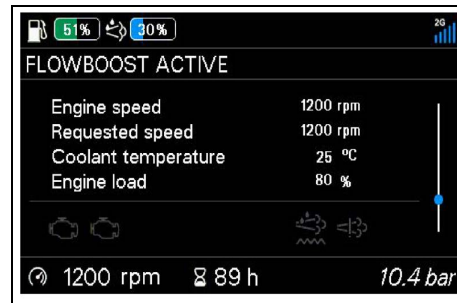 51% 30% 2G
FLOWBOOST ACTIVE
Engine speed 1200 rpm
Requested speed 1200 rpm
Coolant temperature 25 °C
Engine load 80 %
1200 rpm 89 h 10.4 bar